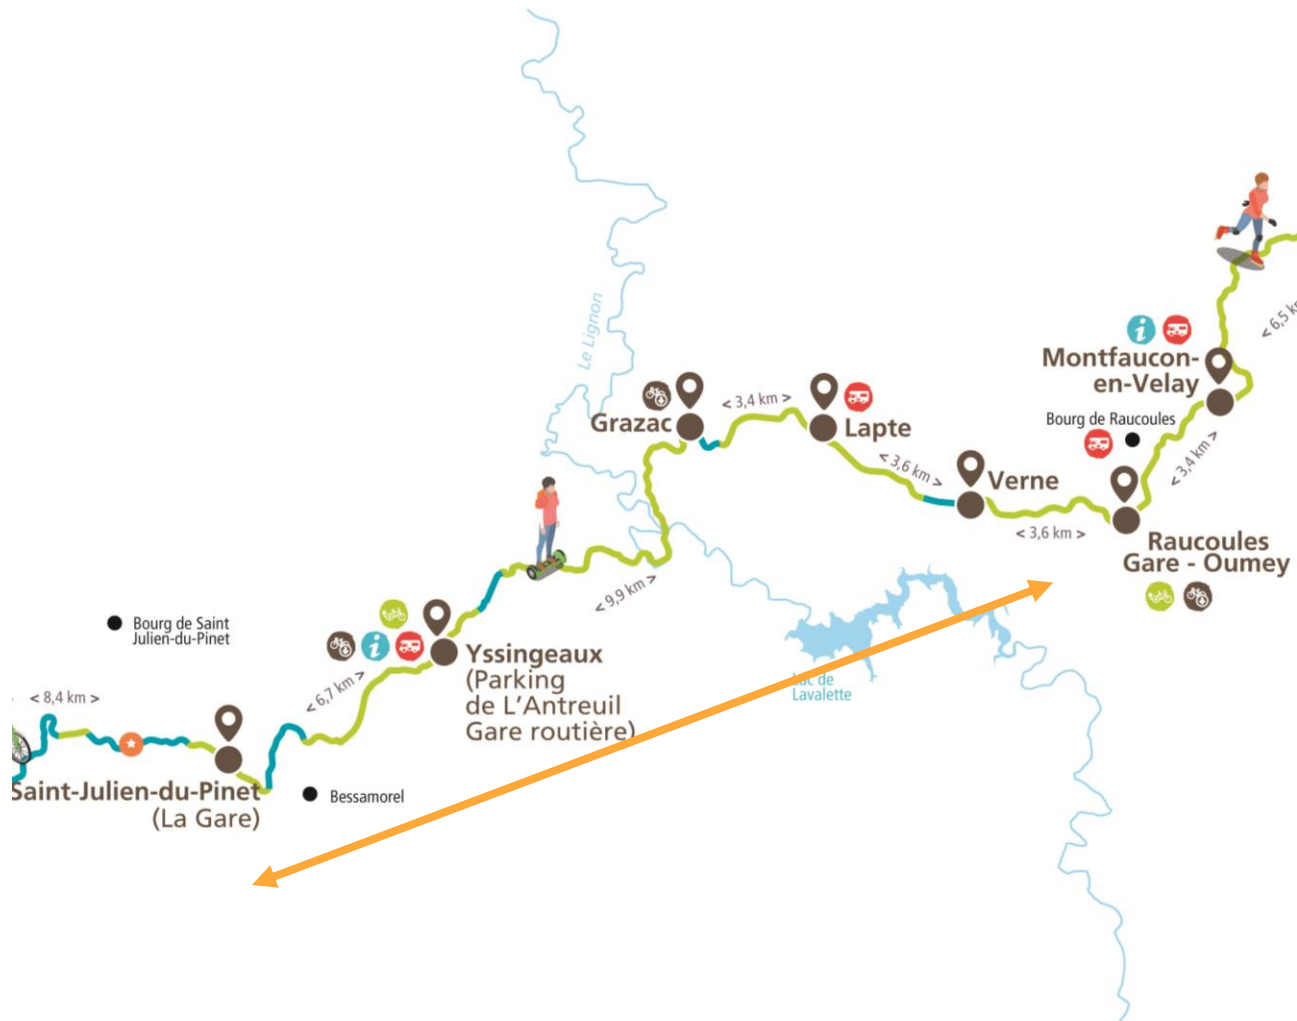 Le Lignon
< 6,5 km
Montfaucon-
en-Velay
Bourg de Raucoules
< 3,4 km >
Grazac
< 3,4 km >
Lapte
< 3,6 km >
Verne
< 3,6 km >
Raucoules
Gare - Oumey
< 9,9 km >
Bourg de Saint
Julien-du-Pinet
Yssingeaux
(Parking
de L'Antreuil
Gare routière)
Lac de
Lavalette
< 6,7 km >
< 8,4 km >
Saint-Julien-du-Pinet
(La Gare)
Bessamorel